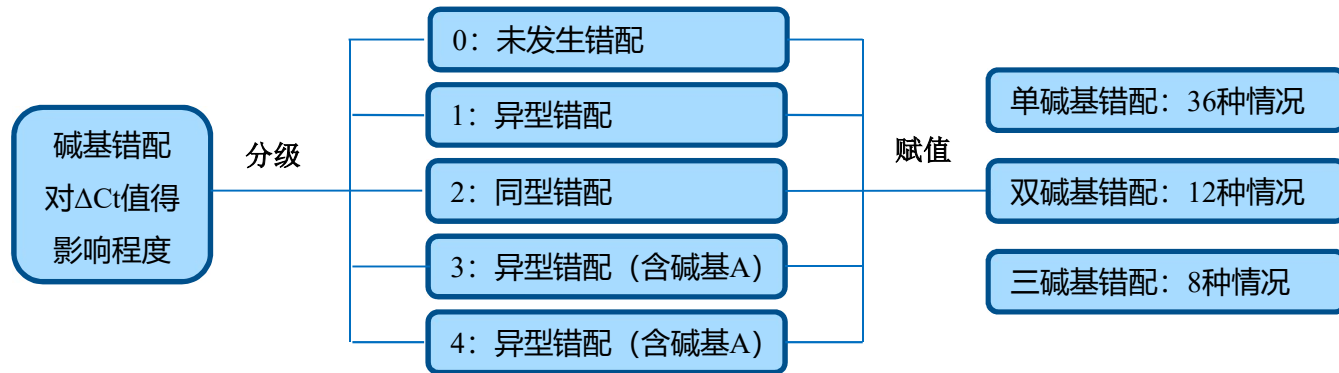 碱基错配
对ΔCt值得
影响程度
分级
0：未发生错配
1：异型错配
2：同型错配
3：异型错配（含碱基A）
4：异型错配（含碱基A）
赋值
单碱基错配：36种情况
双碱基错配：12种情况
三碱基错配：8种情况